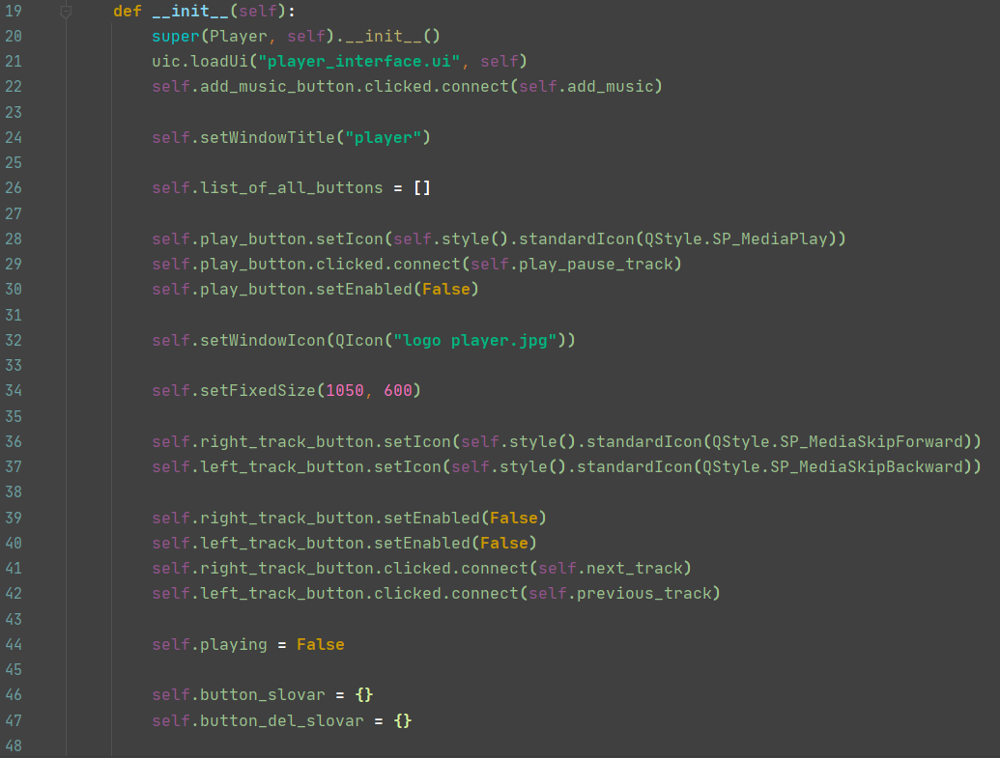 19 def __init__(self):
20 super(Player, self).__init__()
21 uic.loadUi("player_interface.ui", self)
22 self.add_music_button.clicked.connect(self.add_music)
23
24 self.setWindowTitle("player")
25
26 self.list_of_all_buttons = []
27
28 self.play_button.setIcon(self.style().standardIcon(QStyle.SP_MediaPlay))
29 self.play_button.clicked.connect(self.play_pause_track)
30 self.play_button.setEnabled(False)
31
32 self.setWindowIcon(QIcon("logo player.jpg"))
33
34 self.setFixedSize(1050, 600)
35
36 self.right_track_button.setIcon(self.style().standardIcon(QStyle.SP_MediaSkipForward))
37 self.left_track_button.setIcon(self.style().standardIcon(QStyle.SP_MediaSkipBackward))
38
39 self.right_track_button.setEnabled(False)
40 self.left_track_button.setEnabled(False)
41 self.right_track_button.clicked.connect(self.next_track)
42 self.left_track_button.clicked.connect(self.previous_track)
43
44 self.playing = False
45
46 self.button_slovar = {}
47 self.button_del_slovar = {}
48